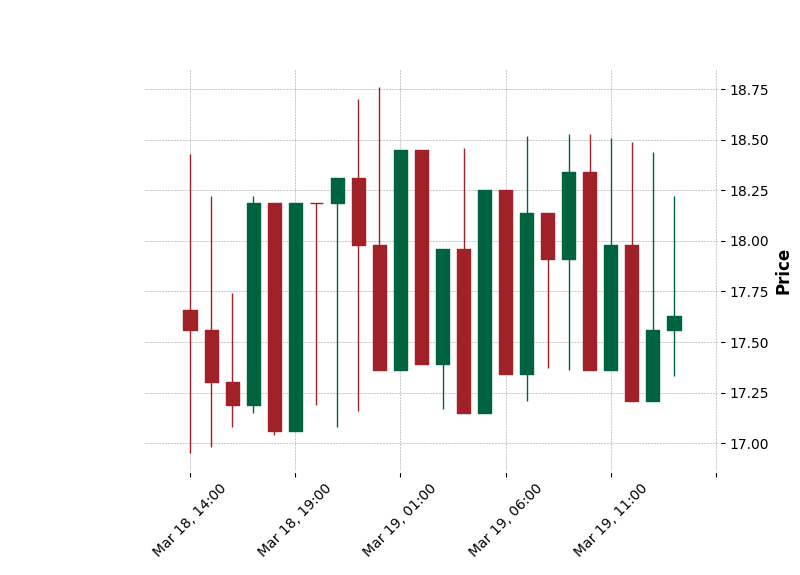 18.75
18.50
18.25
18.00
17.75
17.50
17.25
17.00
Price
Mar 18, 14:00
Mar 18, 19:00
Mar 19, 01:00
Mar 19, 06:00
Mar 19, 11:00